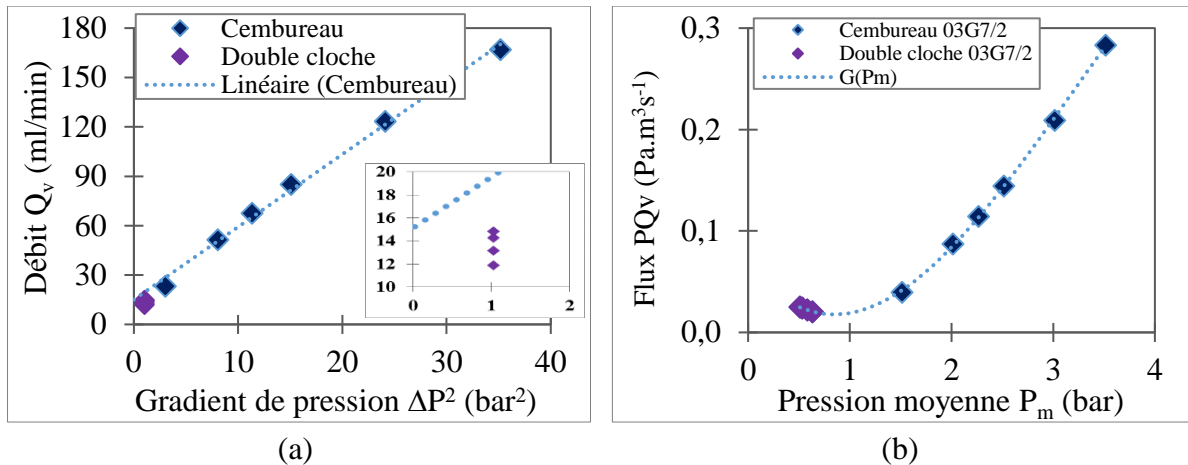 180
150
120
90
60
30
0
Débit Qv (ml/min)
Cembureau
Double cloche
Linéaire (Cembureau)
20
18
16
14
12
10
0 1 2
0 10 20 30 40
Gradient de pression ΔP² (bar²)
(a)
0,3
0,2
0,1
0,0
Flux PQv (Pa.m³s⁻¹)
Cembureau 03G7/2
Double cloche 03G7/2
G(Pm)
0 1 2 3 4
Pression moyenne Pm (bar)
(b)